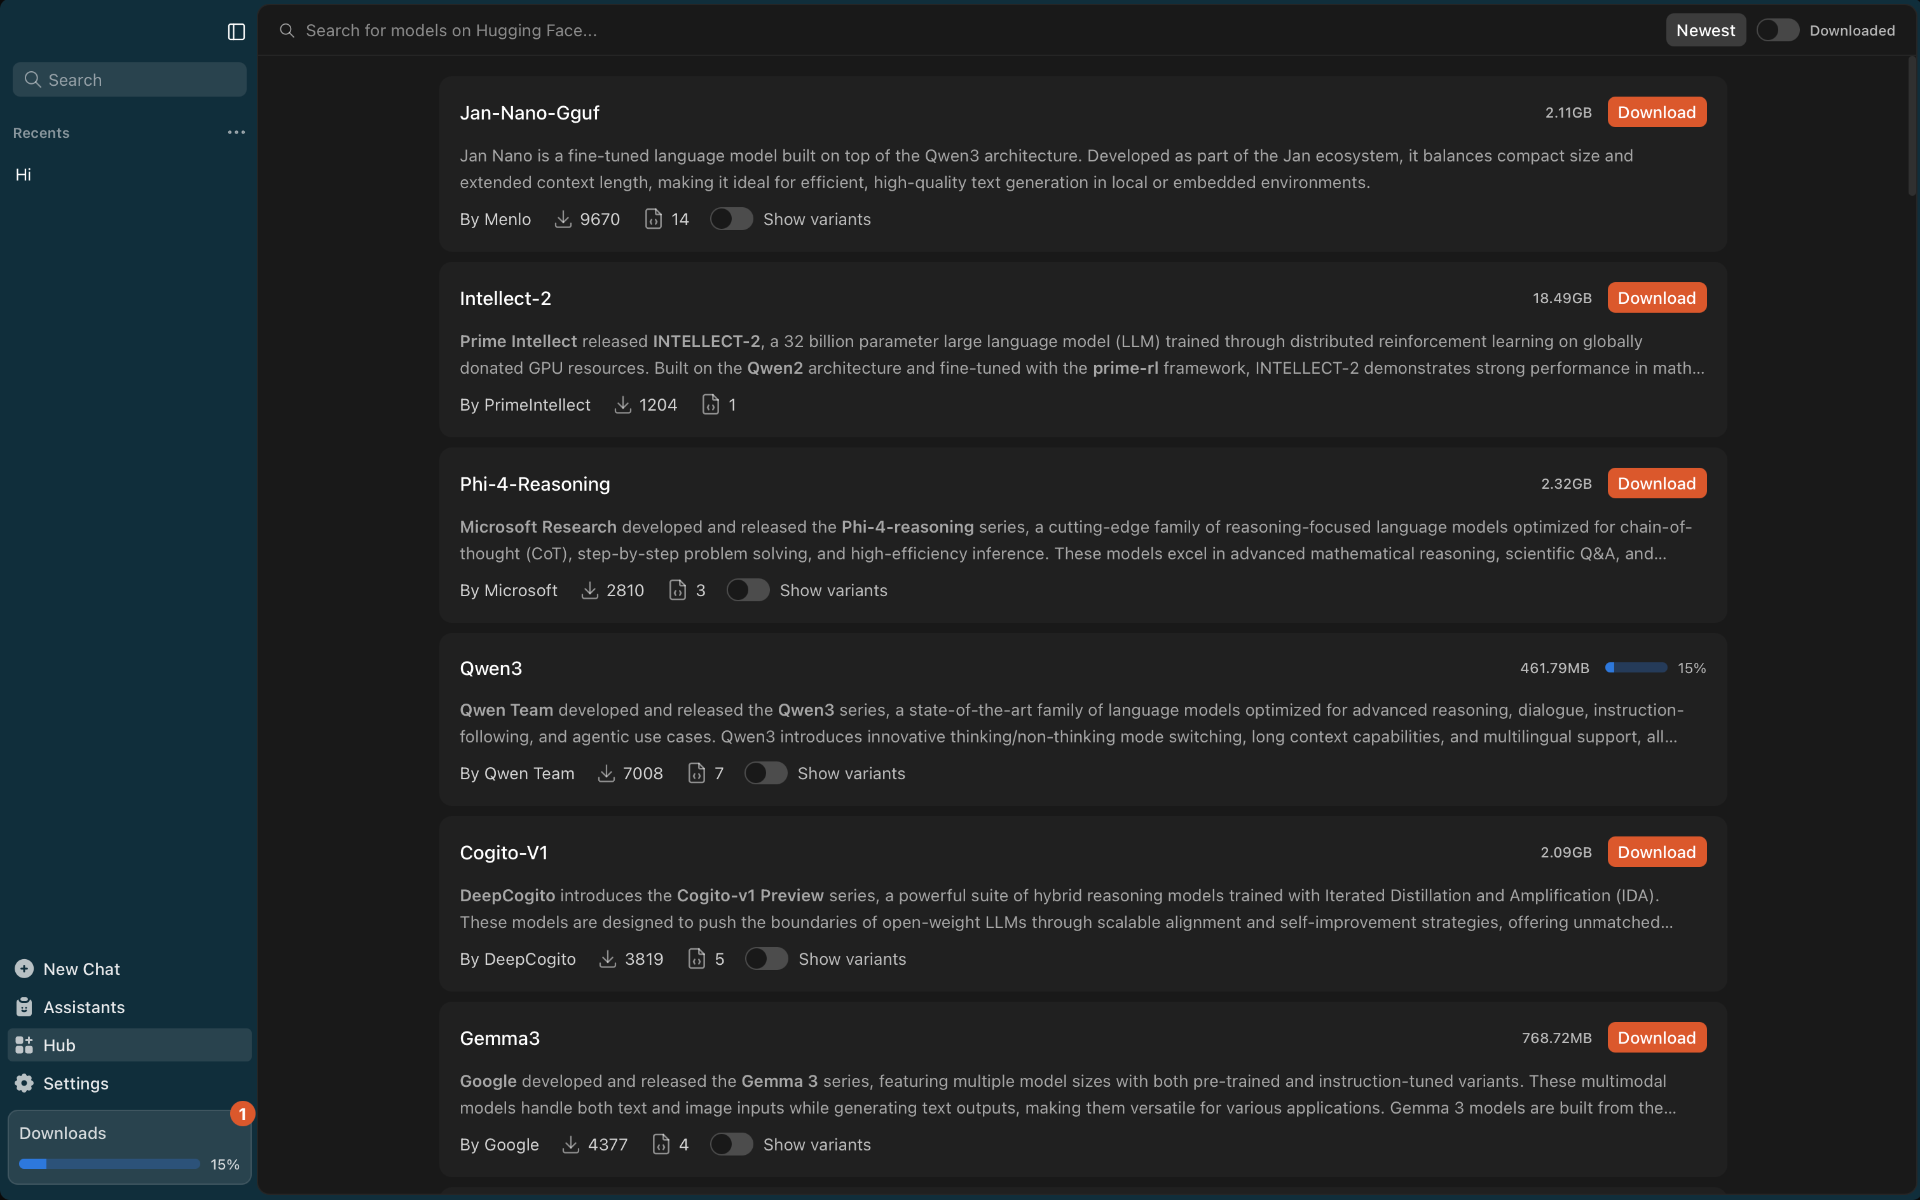 Search
Recents
Hi
New Chat
Assistants
Hub
Settings
1
Downloads
15%
Search for models on Hugging Face...
Newest
Downloaded
Jan-Nano-Gguf
2.11GB
Download
Jan Nano is a fine-tuned language model built on top of the Qwen3 architecture. Developed as part of the Jan ecosystem, it balances compact size and
extended context length, making it ideal for efficient, high-quality text generation in local or embedded environments.
By Menlo 9670 14 Show variants
Intellect-2
18.49GB
Download
Prime Intellect released INTELLECT-2, a 32 billion parameter large language model (LLM) trained through distributed reinforcement learning on globally
donated GPU resources. Built on the Qwen2 architecture and fine-tuned with the prime-rl framework, INTELLECT-2 demonstrates strong performance in math...
By PrimeIntellect 1204 1
Phi-4-Reasoning
2.32GB
Download
Microsoft Research developed and released the Phi-4-reasoning series, a cutting-edge family of reasoning-focused language models optimized for chain-of-
thought (CoT), step-by-step problem solving, and high-efficiency inference. These models excel in advanced mathematical reasoning, scientific Q&A, and...
By Microsoft 2810 3 Show variants
Qwen3
461.79MB
15%
Qwen Team developed and released the Qwen3 series, a state-of-the-art family of language models optimized for advanced reasoning, dialogue, instruction-
following, and agentic use cases. Qwen3 introduces innovative thinking/non-thinking mode switching, long context capabilities, and multilingual support, all...
By Qwen Team 7008 7 Show variants
Cogito-V1
2.09GB
Download
DeepCogito introduces the Cogito-v1 Preview series, a powerful suite of hybrid reasoning models trained with Iterated Distillation and Amplification (IDA).
These models are designed to push the boundaries of open-weight LLMs through scalable alignment and self-improvement strategies, offering unmatched...
By DeepCogito 3819 5 Show variants
Gemma3
768.72MB
Download
Google developed and released the Gemma 3 series, featuring multiple model sizes with both pre-trained and instruction-tuned variants. These multimodal
models handle both text and image inputs while generating text outputs, making them versatile for various applications. Gemma 3 models are built from the...
By Google 4377 4 Show variants